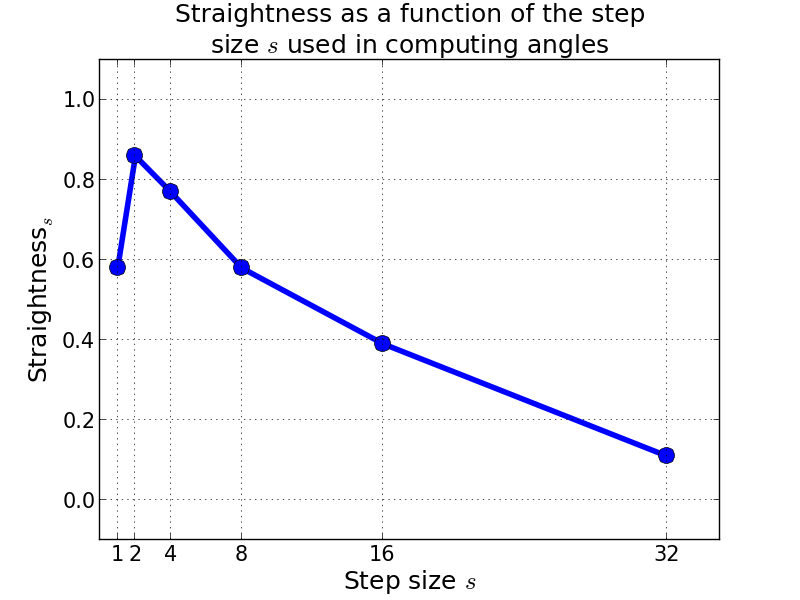 Straightness as a function of the step
size s used in computing angles
Straightness_s
1.0
0.8
0.6
0.4
0.2
0.0
1 2 4 8 16 32
Step size s